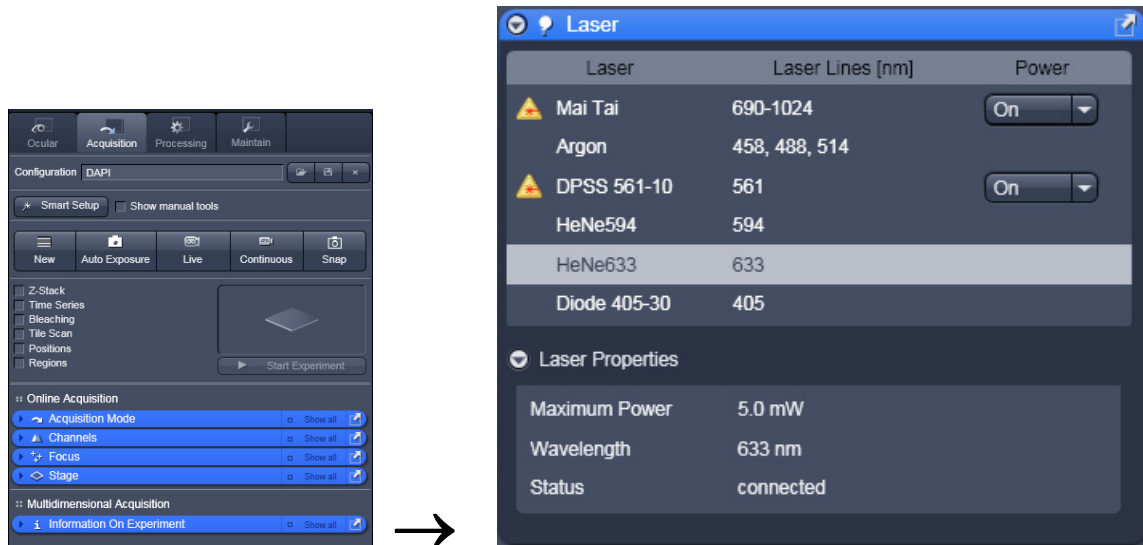 Ocular Acquisition Processing Maintain
Configuration DAPI
Smart Setup Show manual tools
New Auto Exposure Live Continuous Snap
Z-Stack
Time Series
Bleaching
Tile Scan
Positions
Regions
Start Experiment
Online Acquisition
Acquisition Mode Show all
Channels Show all
Focus Show all
Stage Show all
Multidimensional Acquisition
Information On Experiment Show all
→
Laser
Laser Laser Lines [nm] Power
Mai Tai 690-1024 On
Argon 458, 488, 514
DPSS 561-10 561 On
HeNe594 594
HeNe633 633
Diode 405-30 405
Laser Properties
Maximum Power 5.0 mW
Wavelength 633 nm
Status connected